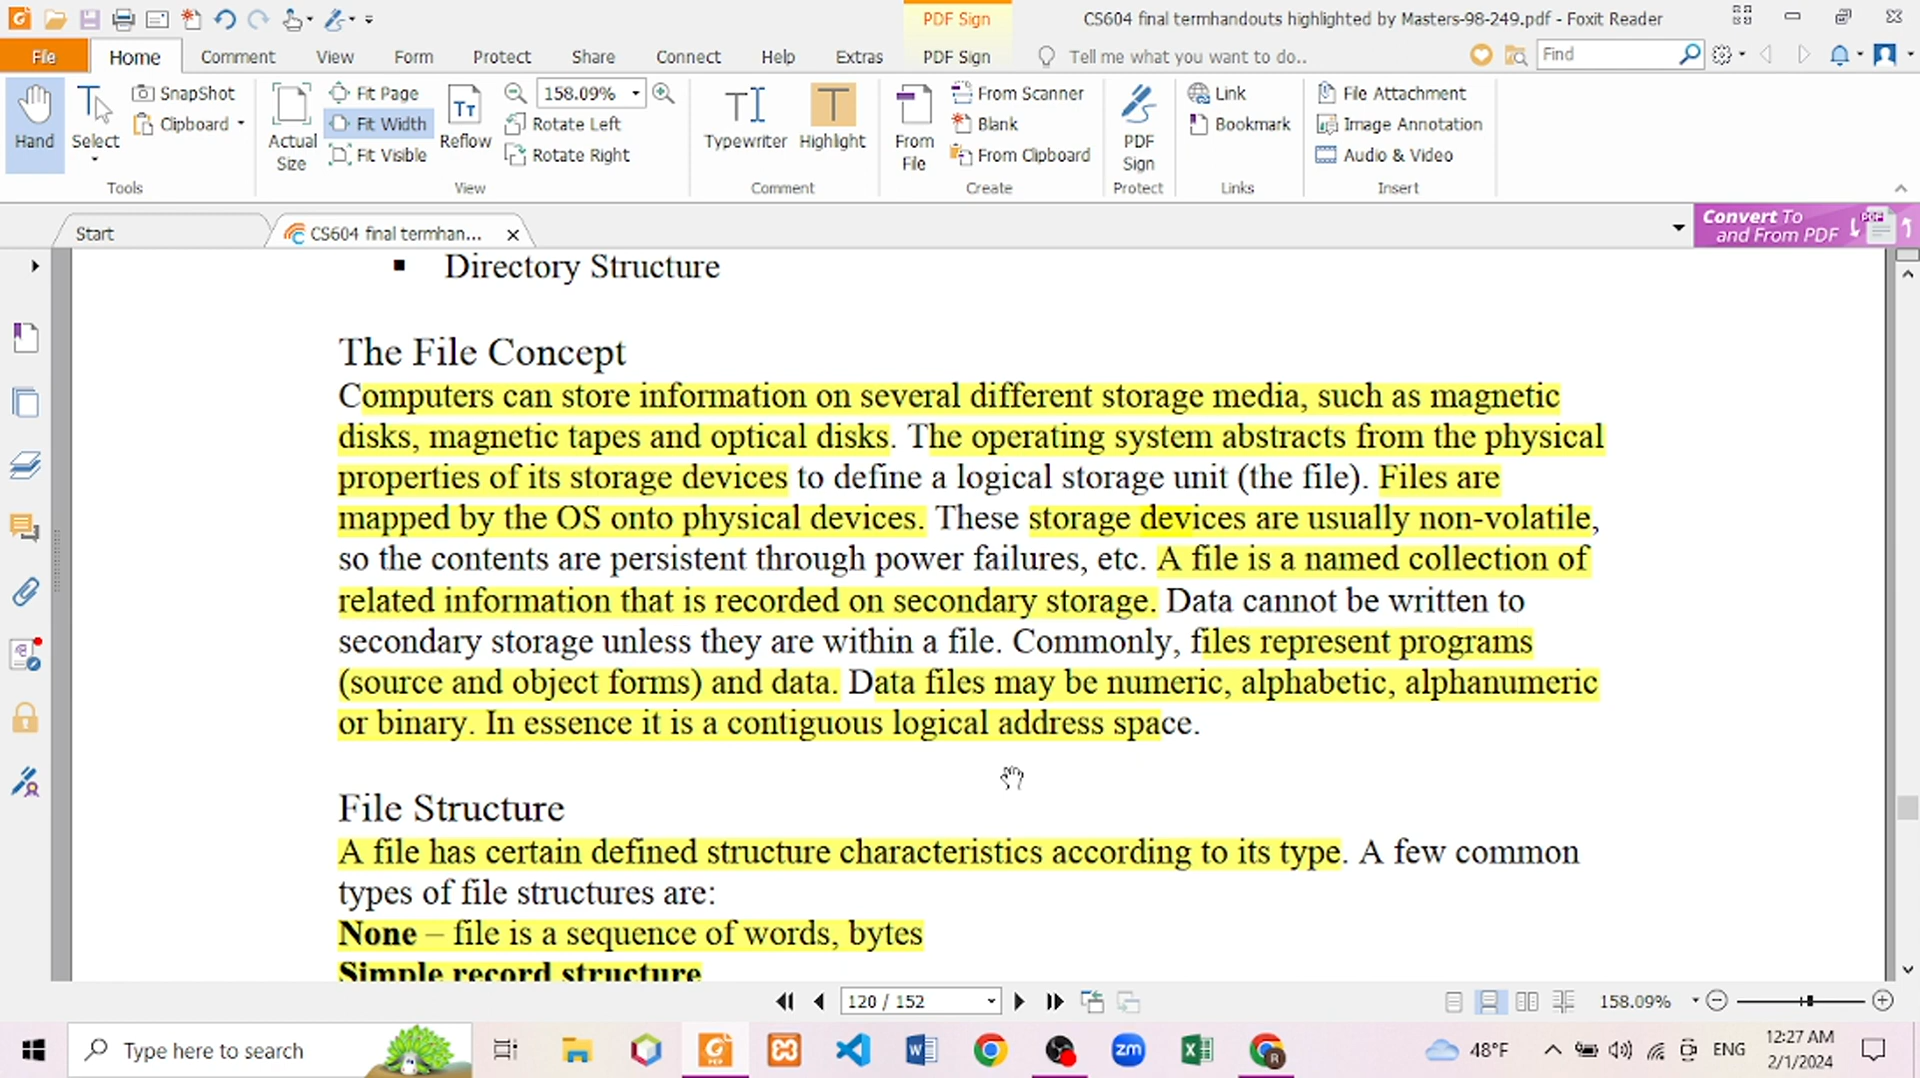 PDF Sign
CS604 final termhandouts highlighted by Masters-98-249.pdf - Foxit Reader
File
Home
Comment
View
Form
Protect
Share
Connect
Help
Extras
PDF Sign
Tell me what you want to do..
Find
Hand
Select
SnapShot
Clipboard
Tools
Actual Size
Fit Page
Fit Width
Fit Visible
Reflow
158.09%
Rotate Left
Rotate Right
View
Typewriter
Highlight
Comment
From File
From Scanner
Blank
From Clipboard
Create
PDF Sign
Protect
Link
Bookmark
Links
File Attachment
Image Annotation
Audio & Video
Insert
Start
CS604 final termhan...
Convert To
and From PDF
PDF
▪ Directory Structure
The File Concept
Computers can store information on several different storage media, such as magnetic
disks, magnetic tapes and optical disks. The operating system abstracts from the physical
properties of its storage devices to define a logical storage unit (the file). Files are
mapped by the OS onto physical devices. These storage devices are usually non-volatile,
so the contents are persistent through power failures, etc. A file is a named collection of
related information that is recorded on secondary storage. Data cannot be written to
secondary storage unless they are within a file. Commonly, files represent programs
(source and object forms) and data. Data files may be numeric, alphabetic, alphanumeric
or binary. In essence it is a contiguous logical address space.
File Structure
A file has certain defined structure characteristics according to its type. A few common
types of file structures are:
None – file is a sequence of words, bytes
Simple record structure
120 / 152
158.09%
Type here to search
zm
R
48°F
ENG
12:27 AM
2/1/2024